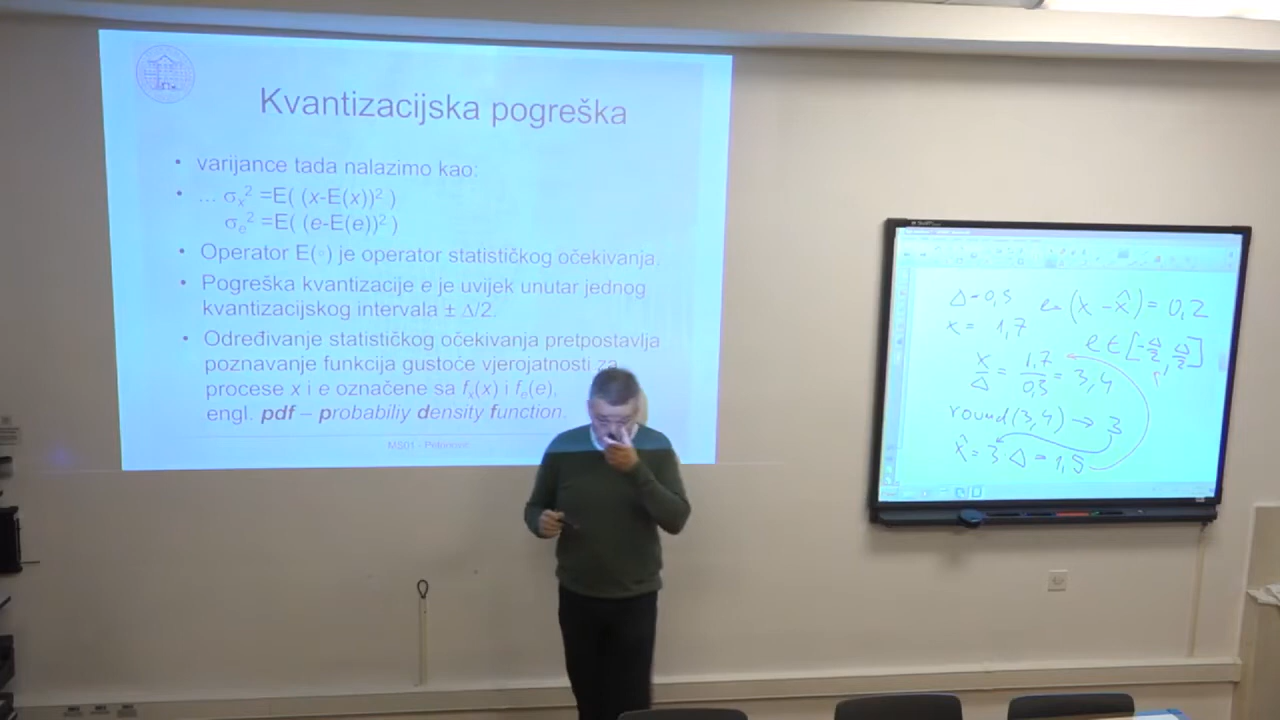 Kvantizacijska pogreška
• varijance tada nalazimo kao:
• ... σₓ² =E( (x-E(x))² )
σₑ² =E( (e-E(e))² )
• Operator E(◦) je operator statističkog očekivanja.
• Pogreška kvantizacije e je uvijek unutar jednog
kvantizacijskog intervala ± Δ/2.
• Određivanje statističkog očekivanja pretpostavlja
poznavanje funkcija gustoće vjerojatnosti za
procese x i e označene sa fₓ(x) i fₑ(e),
engl. pdf – probabiliy density function.
MS01 - Petrinović
Δ=0,5
x = 1,7
e= (x - x̂) = 0,2
e ∈ [-Δ/2, Δ/2]
x/Δ = 1,7/0,5 = 3,4
round(3,4) → 3
x̂ = 3·Δ = 1,5